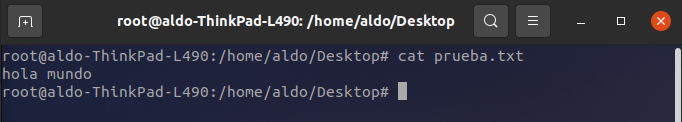 root@aldo-ThinkPad-L490: /home/aldo/Desktop
root@aldo-ThinkPad-L490:/home/aldo/Desktop# cat prueba.txt
hola mundo
root@aldo-ThinkPad-L490:/home/aldo/Desktop#